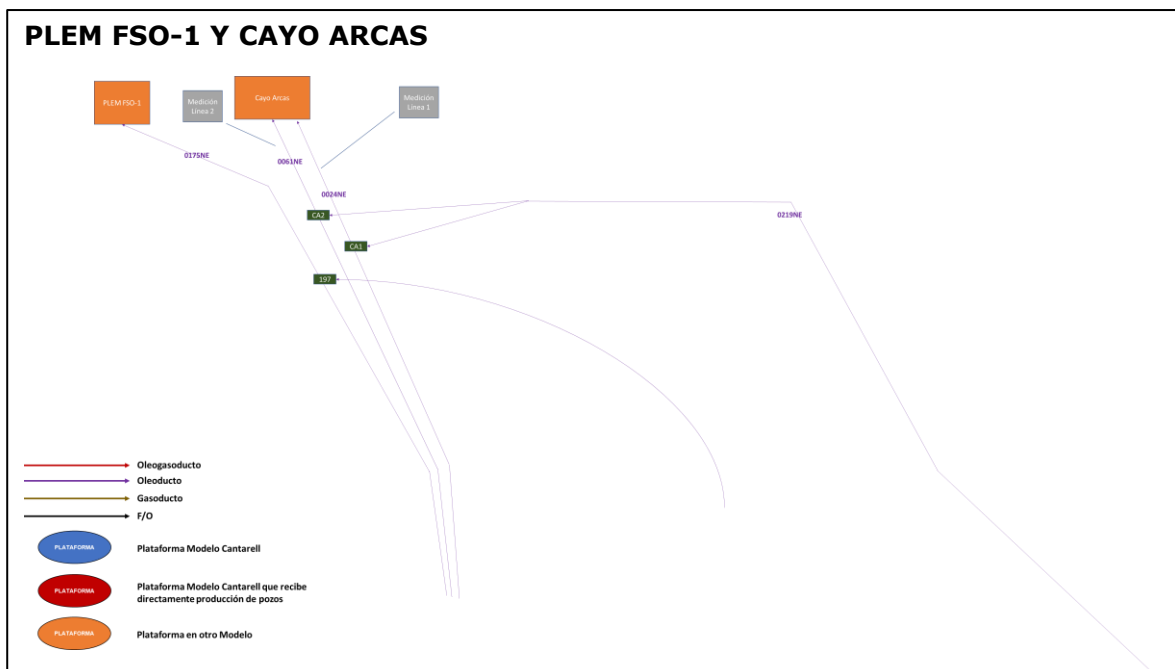 PLEM FSO-1 Y CAYO ARCAS
PLEM FSO-1
Medición
Línea 2
Cayo Arcas
Medición
Línea 1
0175NE
0061NE
0024NE
CA2
0219NE
CA1
197
Oleogasoducto
Oleoducto
Gasoducto
F/O
PLATAFORMA
Plataforma Modelo Cantarell
PLATAFORMA
Plataforma Modelo Cantarell que recibe
directamente producción de pozos
PLATAFORMA
Plataforma en otro Modelo